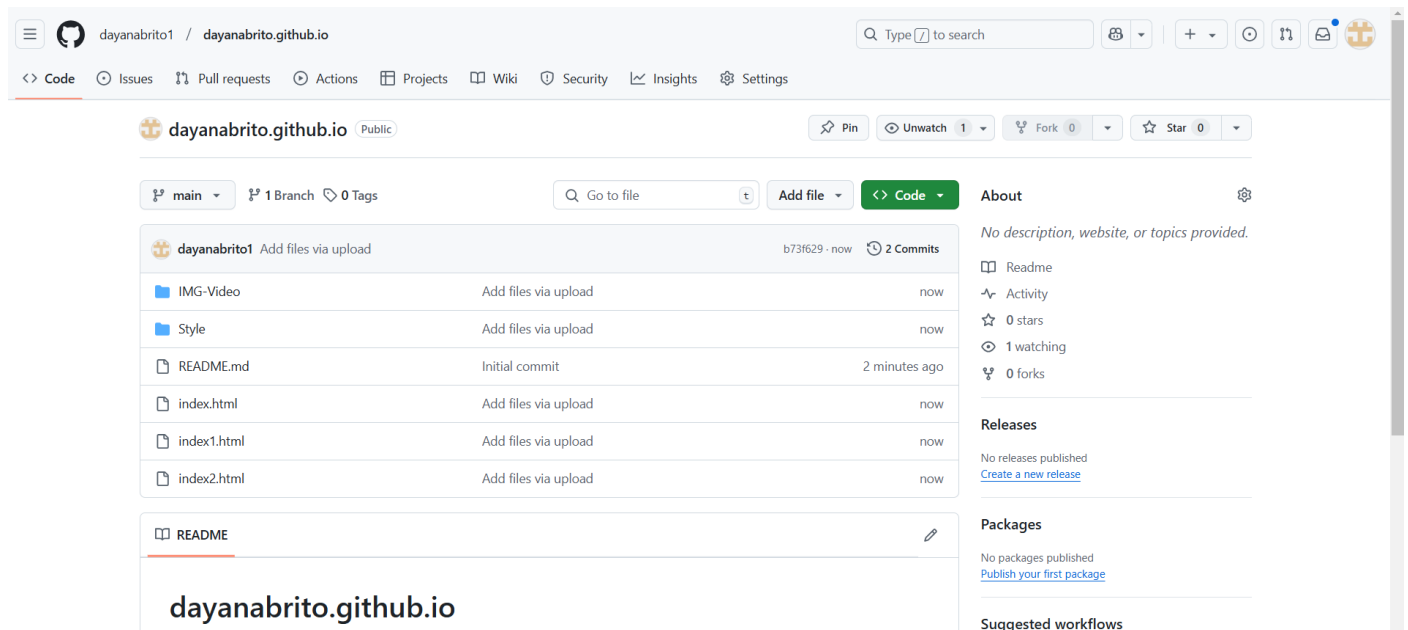 dayanabrito1 / dayanabrito.github.io
Type / to search
Code Issues Pull requests Actions Projects Wiki Security Insights Settings
dayanabrito.github.io Public
Pin Unwatch 1 Fork 0 Star 0
main 1 Branch 0 Tags
Go to file t
Add file Code
dayanabrito1 Add files via upload b73f629 · now 2 Commits
IMG-Video Add files via upload now
Style Add files via upload now
README.md Initial commit 2 minutes ago
index.html Add files via upload now
index1.html Add files via upload now
index2.html Add files via upload now
README
dayanabrito.github.io
About
No description, website, or topics provided.
Readme
Activity
0 stars
1 watching
0 forks
Releases
No releases published
Create a new release
Packages
No packages published
Publish your first package
Suggested workflows